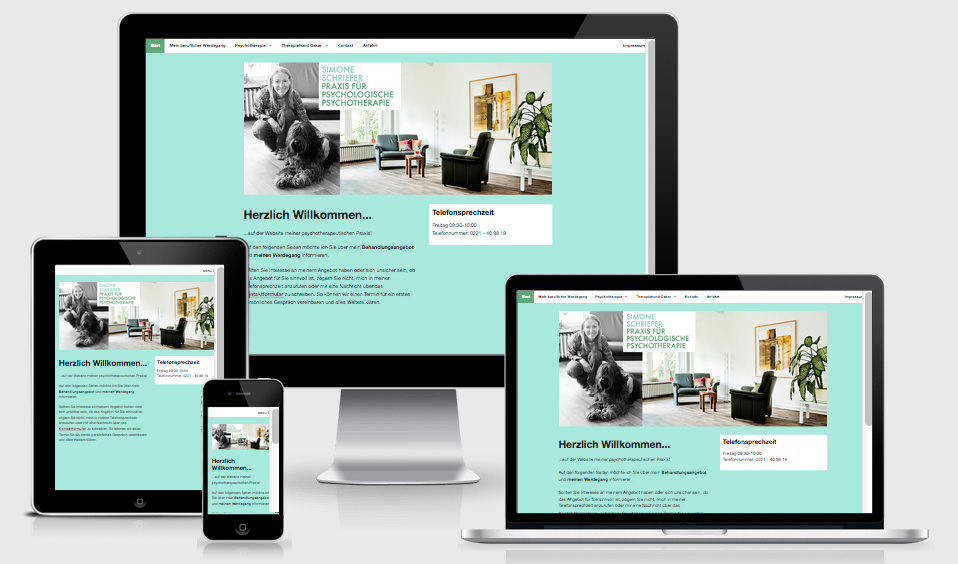 Start Mein beruflicher Werdegang Psychotherapie Therapiehund Oskar Kontakt Anfahrt Impressum
SIMONE
SCHRIEFER
PRAXIS FÜR
PSYCHOLOGISCHE
PSYCHOTHERAPIE
Herzlich Willkommen...
...auf der Website meiner psychotherapeutischen Praxis!
den folgenden Seiten möchte ich Sie über mein Behandlungsangebot
und meinen Werdegang informieren.
Sie Interesse an meinem Angebot haben oder sich unsicher sein, ob
Angebot für Sie sinnvoll ist, zögern Sie nicht, mich in meiner
anzurufen oder mir eine Nachricht über das
zu schreiben. So können wir einen Termin für ein erstes
Gespräch vereinbaren und alles Weitere klären.
Telefonsprechzeit
Freitag 09:30-10:00
Telefonnummer: 0221 - 40 98 19
MENU
SIMONE
SCHRIEFER
PRAXIS FÜR
PSYCHOLOGISCHE
PSYCHOTHERAPIE
Herzlich Willkommen...
...auf der Website meiner psychotherapeutischen Praxis!
Auf den folgenden Seiten möchte ich Sie über mein
Behandlungsangebot und meinen Werdegang
informieren.
Sollten Sie Interesse an meinem Angebot haben oder
sich unsicher sein, ob das Angebot für Sie sinnvoll ist,
zögern Sie nicht, mich in meiner Telefonsprechzeit
anzurufen oder mir eine Nachricht über das
Kontaktformular zu schreiben. So können wir einen
Termin für ein erstes persönliches Gespräch vereinbaren
und alles Weitere klären.
Telefonsprechzeit
Freitag 09:30-10:00
Telefonnummer: 0221 - 40 98 19
MENU
Herzlich
Willkommen...
...auf der Website meiner
psychotherapeutischen Praxis!
Auf den folgenden Seiten möchte ich
Sie über mein Behandlungsangebot
und meinen Werdegang informieren.
Start Mein beruflicher Werdegang Psychotherapie Therapiehund Oskar Kontakt Anfahrt
SIMONE
SCHRIEFER
PRAXIS FÜR
PSYCHOLOGISCHE
PSYCHOTHERAPIE
Herzlich Willkommen...
...auf der Website meiner psychotherapeutischen Praxis!
Auf den folgenden Seiten möchte ich Sie über mein Behandlungsangebot
und meinen Werdegang informieren.
Sollten Sie Interesse an meinem Angebot haben oder sich unsicher sein, ob
das Angebot für Sie sinnvoll ist, zögern Sie nicht, mich in meiner
Telefonsprechzeit anzurufen oder mir eine Nachricht über das
Telefonsprechzeit
Freitag 09:30-10:00
Telefonnummer: 0221 - 40 98 19